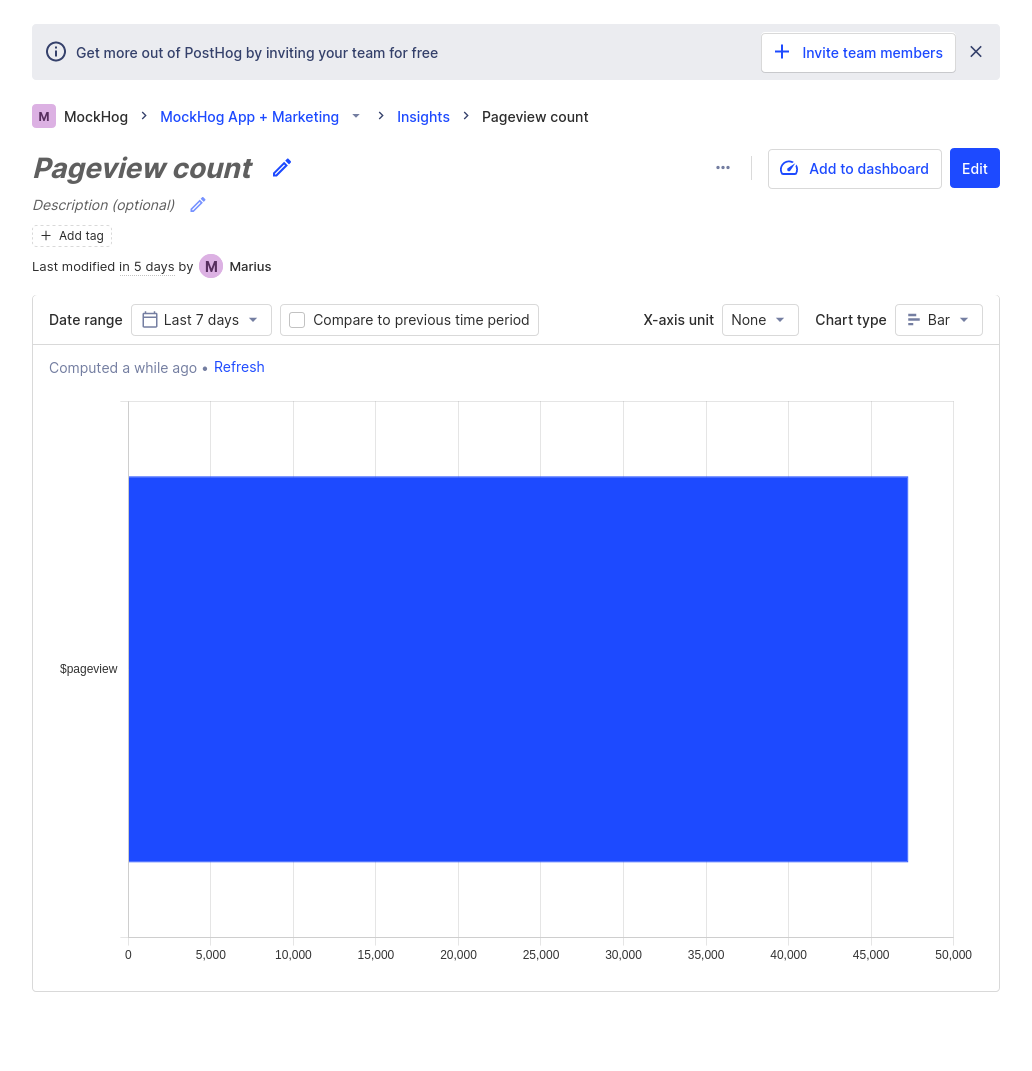 Get more out of PostHog by inviting your team for free
Invite team members
M MockHog > MockHog App + Marketing > Insights > Pageview count
Pageview count
Add to dashboard
Edit
Description (optional)
Add tag
Last modified in 5 days by M Marius
Date range Last 7 days Compare to previous time period X-axis unit None Chart type Bar
Computed a while ago • Refresh
$pageview
0 5,000 10,000 15,000 20,000 25,000 30,000 35,000 40,000 45,000 50,000